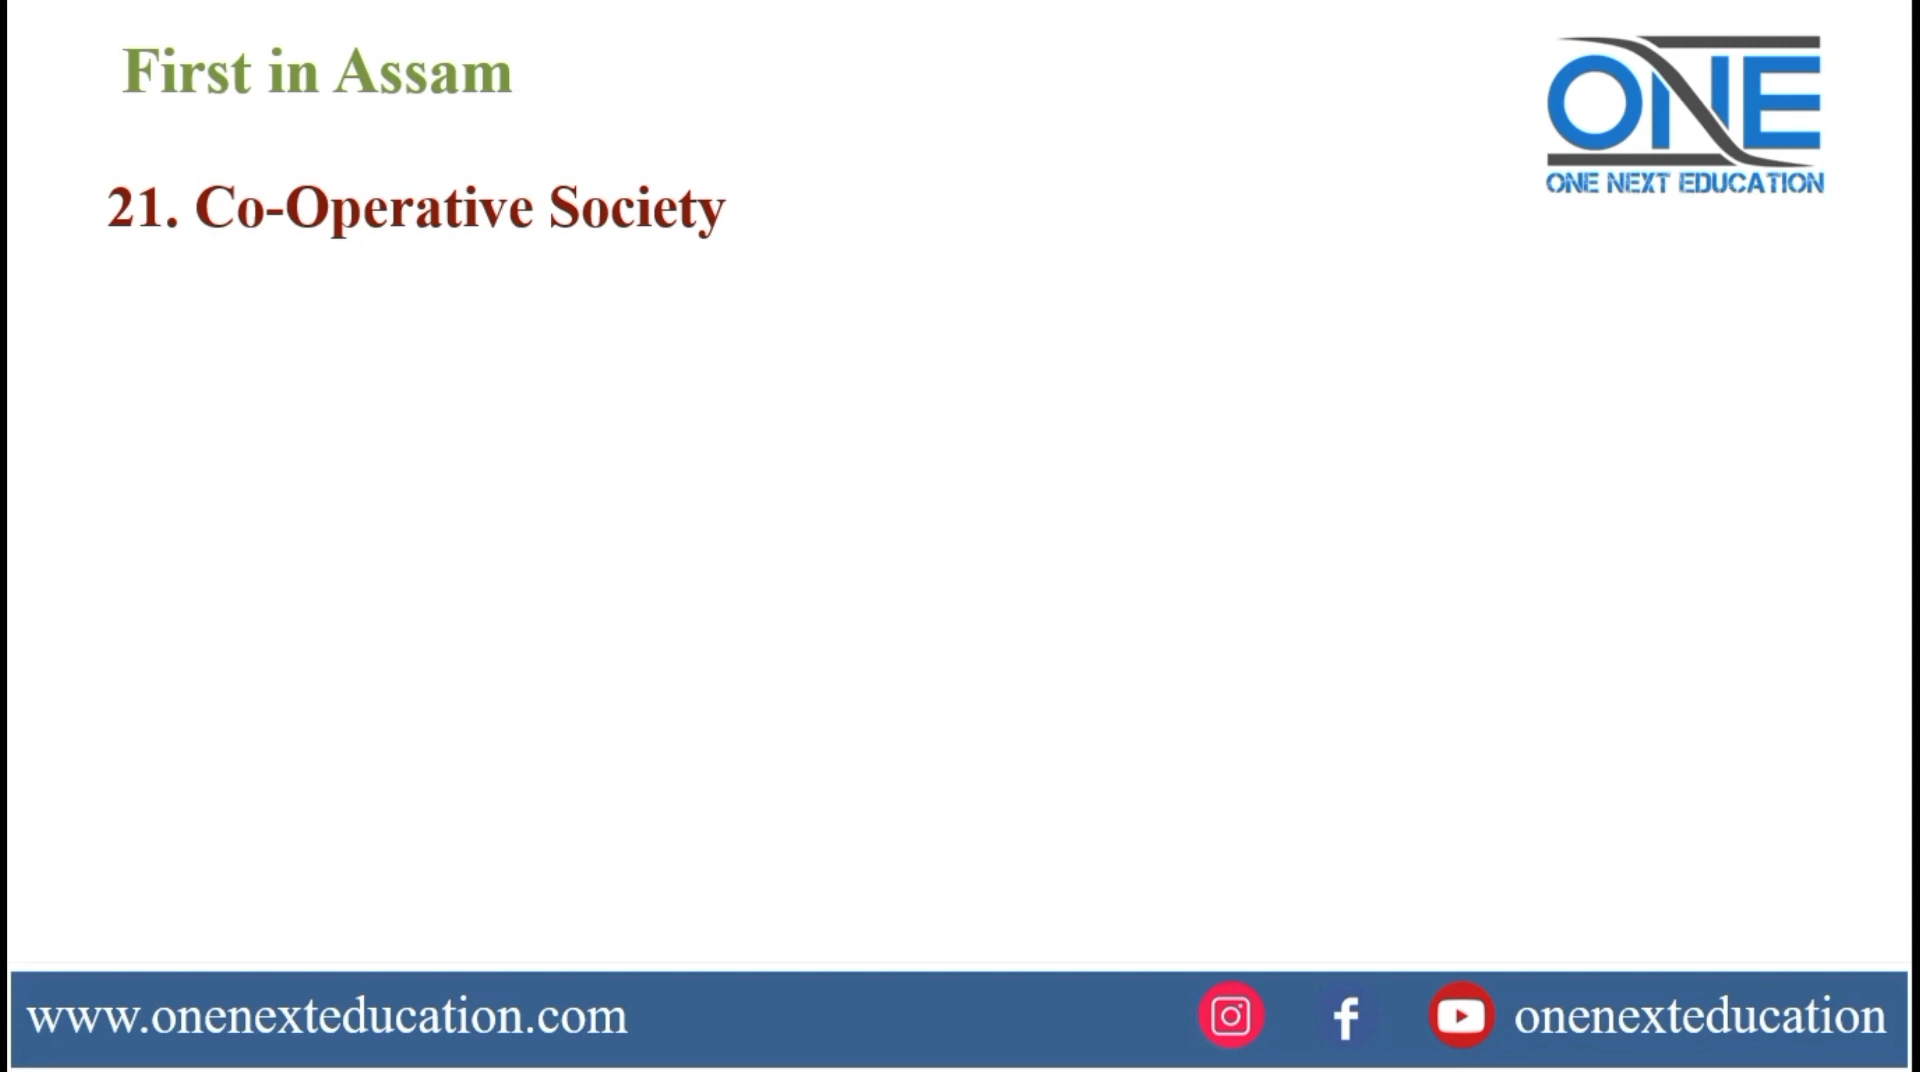 First in Assam
ONE
ONE NEXT EDUCATION
21. Co-Operative Society
www.onenexteducation.com
onenexteducation